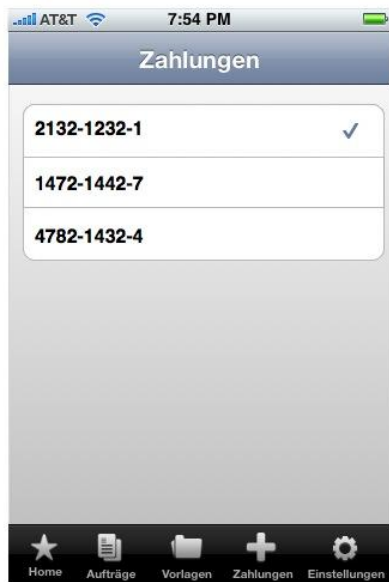 AT&T 7:54 PM
Zahlungen
2132-1232-1
1472-1442-7
4782-1432-4
Home Aufträge Vorlagen Zahlungen Einstellungen